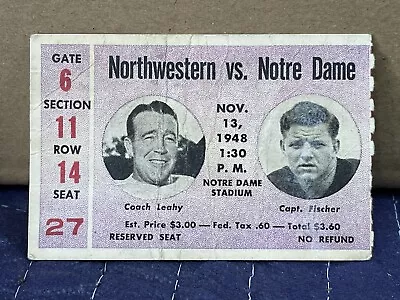 GATE
6
SECTION
11
ROW
14
SEAT
27
Northwestern vs. Notre Dame
NOV.
13,
1948
1:30
P. M.
NOTRE DAME
STADIUM
Coach Leahy
Capt. Fischer
Est. Price $3.00 — Fed. Tax .60 — Total $3.60
RESERVED SEAT
NO REFUND